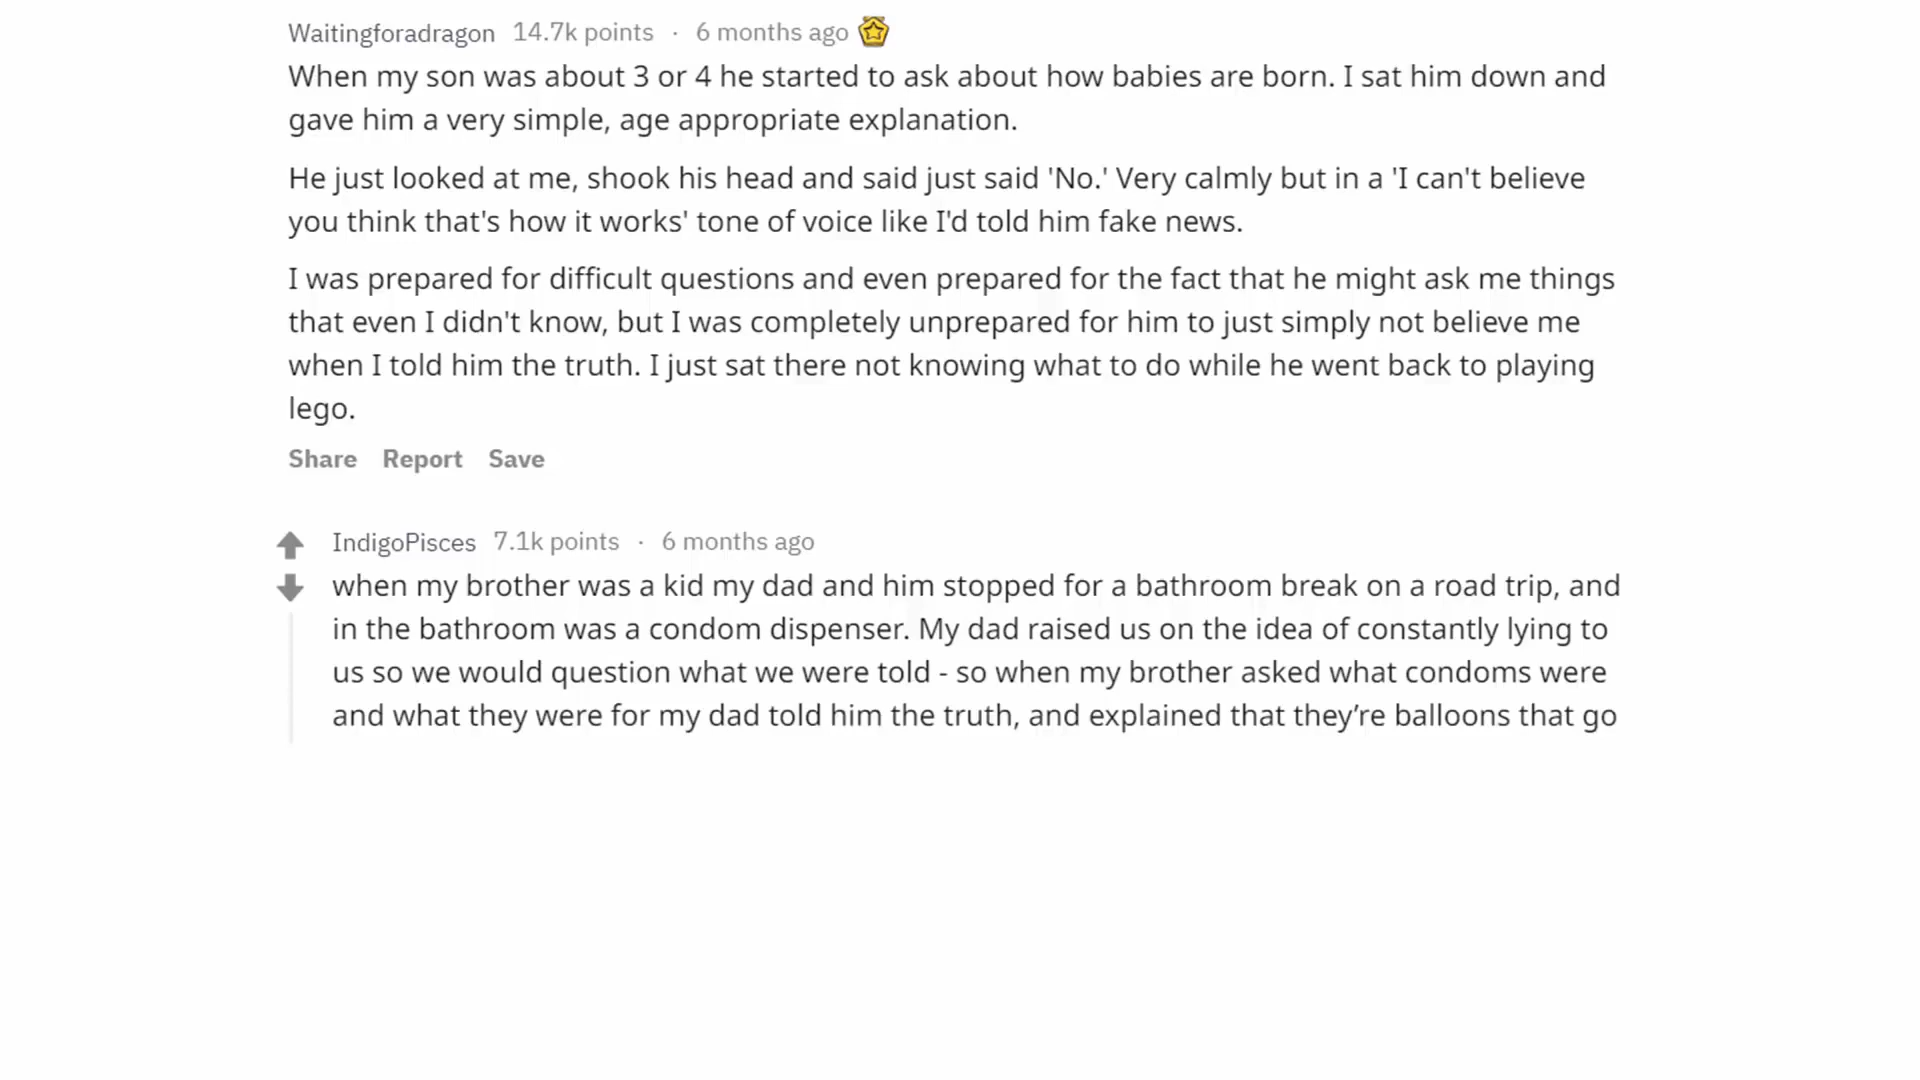 Waitingforadragon 14.7k points · 6 months ago
When my son was about 3 or 4 he started to ask about how babies are born. I sat him down and
gave him a very simple, age appropriate explanation.
He just looked at me, shook his head and said just said 'No.' Very calmly but in a 'I can't believe
you think that's how it works' tone of voice like I'd told him fake news.
I was prepared for difficult questions and even prepared for the fact that he might ask me things
that even I didn't know, but I was completely unprepared for him to just simply not believe me
when I told him the truth. I just sat there not knowing what to do while he went back to playing
lego.
Share Report Save
IndigoPisces 7.1k points · 6 months ago
when my brother was a kid my dad and him stopped for a bathroom break on a road trip, and
in the bathroom was a condom dispenser. My dad raised us on the idea of constantly lying to
us so we would question what we were told - so when my brother asked what condoms were
and what they were for my dad told him the truth, and explained that they’re balloons that go